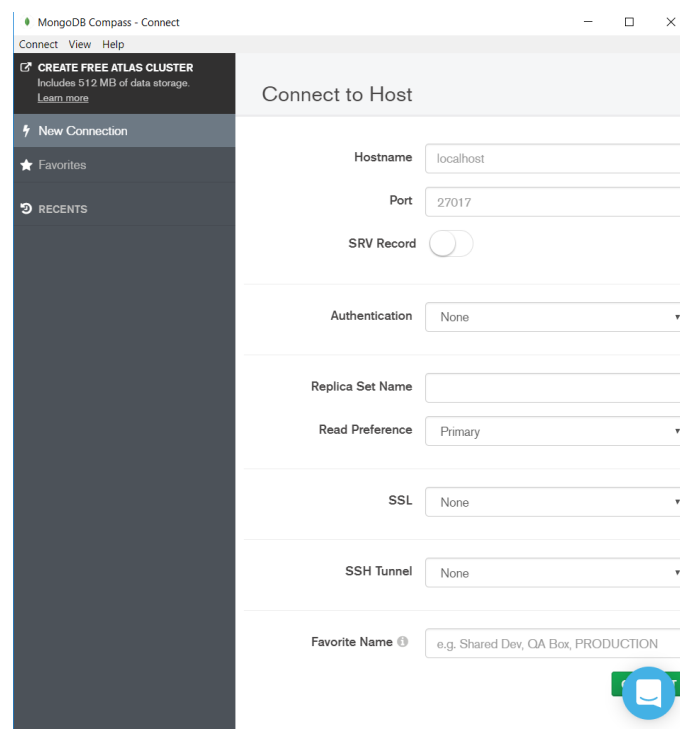 MongoDB Compass - Connect
Connect View Help
CREATE FREE ATLAS CLUSTER
Includes 512 MB of data storage.
Learn more
Connect to Host
New Connection
Favorites
RECENTS
Hostname localhost
Port 27017
SRV Record
Authentication None
Replica Set Name
Read Preference Primary
SSL None
SSH Tunnel None
Favorite Name e.g. Shared Dev, QA Box, PRODUCTION